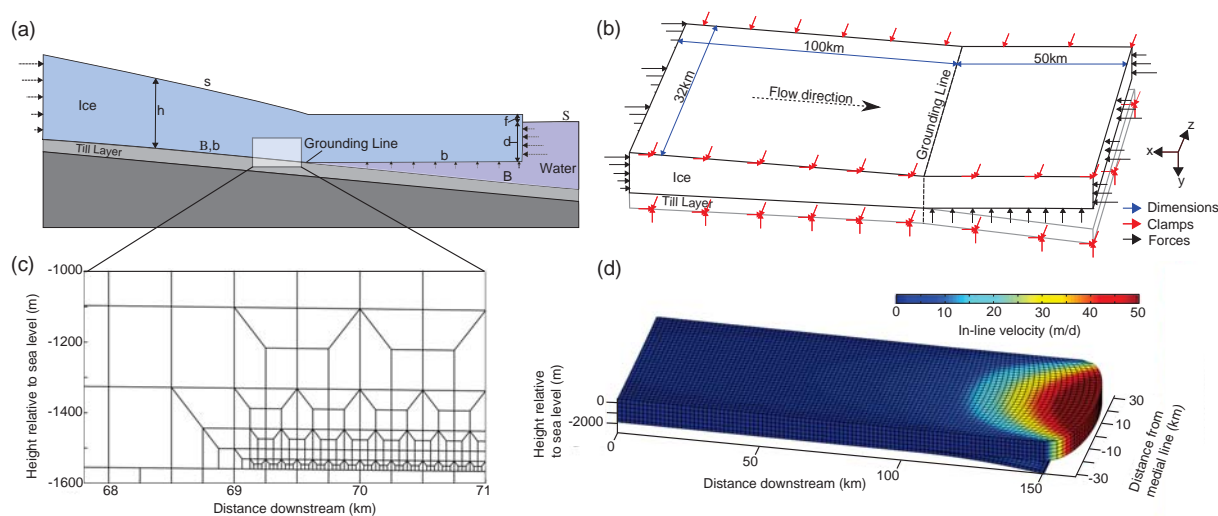 (a)
s
Ice
h
f
S
d
B,b
Grounding Line
b
Till Layer
B
Water
(b)
100km
50km
32km
Flow direction
Grounding Line
z
x
y
Ice
Till Layer
Dimensions
Clamps
Forces
(c)
-1000
-1200
-1400
-1600
Height relative to sea level (m)
68
69
70
71
Distance downstream (km)
(d)
0 10 20 30 40 50
In-line velocity (m/d)
Height relative
to sea level (m)
0
-2000
0
50
100
150
Distance downstream (km)
30
10
-10
-30
Distance from
medial line (km)